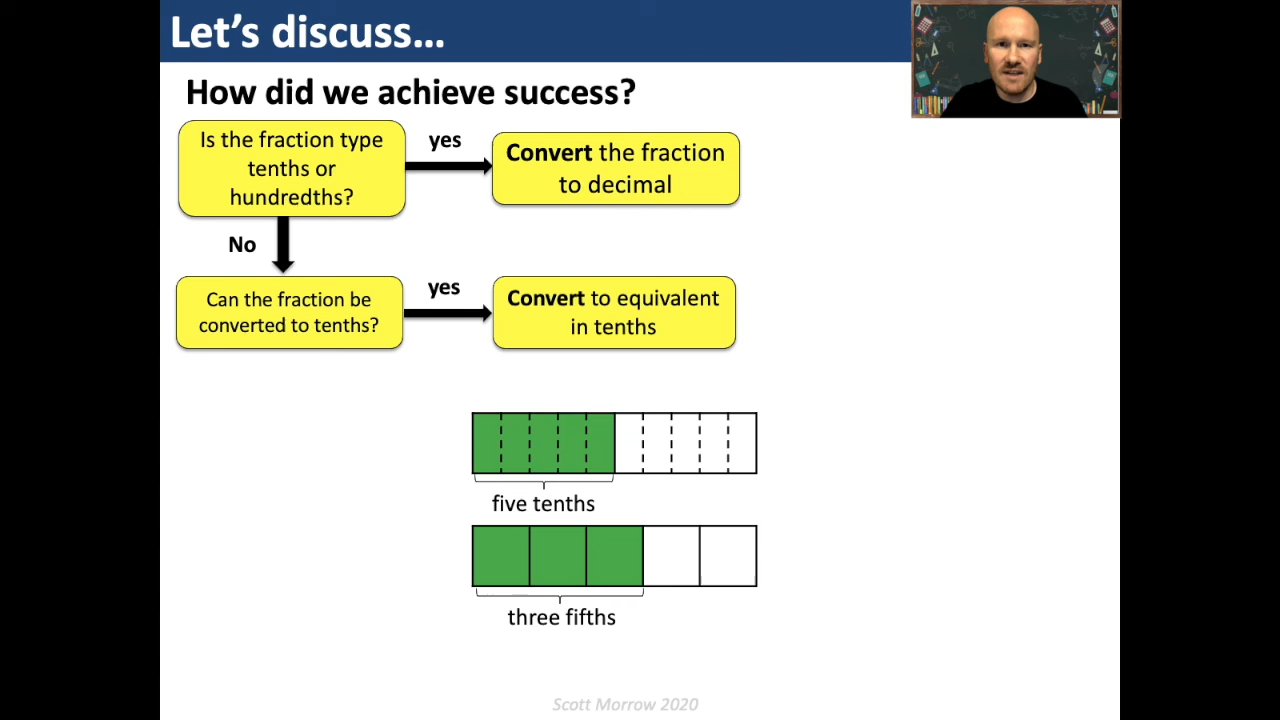 Let's discuss...
How did we achieve success?
Is the fraction type
tenths or
hundredths?
yes
Convert the fraction
to decimal
No
Can the fraction be
converted to tenths?
yes
Convert to equivalent
in tenths
five tenths
three fifths
Scott Morrow 2020